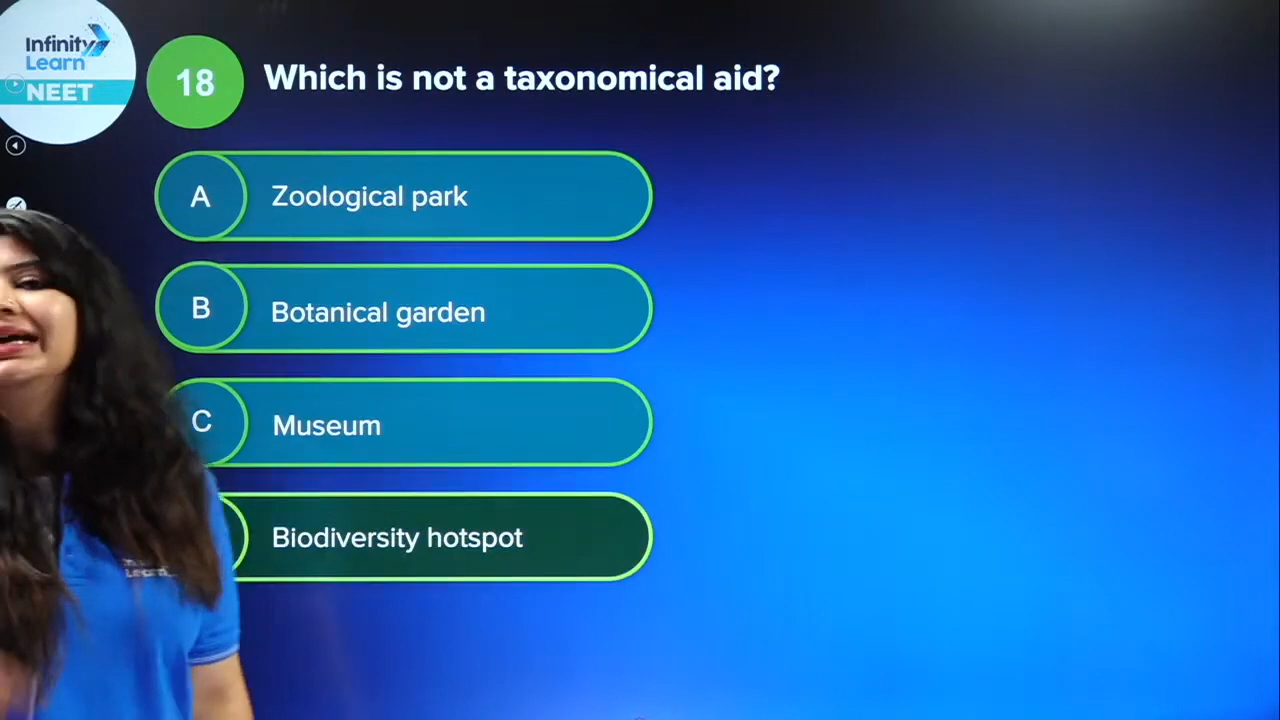 Infinity
Learn
NEET
18
Which is not a taxonomical aid?
A
Zoological park
B
Botanical garden
C
Museum
Biodiversity hotspot